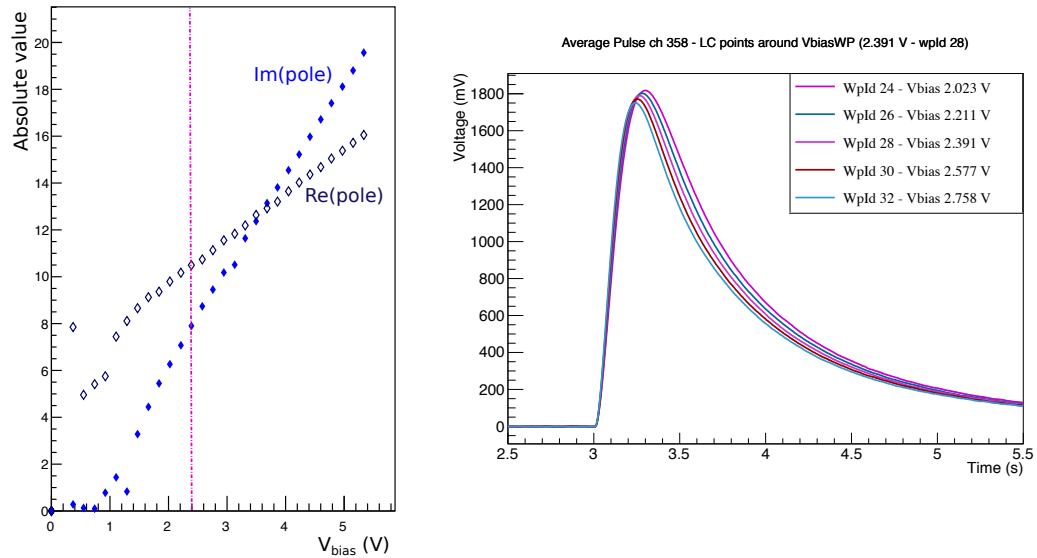 Absolute value
20
18
16
14
12
10
8
6
4
2
0
Im(pole)
Re(pole)
0 1 2 3 4 5
V_bias (V)
Average Pulse ch 358 - LC points around VbiasWP (2.391 V - wpId 28)
Voltage (mV)
1800
1600
1400
1200
1000
800
600
400
200
0
WpId 24 - Vbias 2.023 V
WpId 26 - Vbias 2.211 V
WpId 28 - Vbias 2.391 V
WpId 30 - Vbias 2.577 V
WpId 32 - Vbias 2.758 V
2.5 3 3.5 4 4.5 5 5.5
Time (s)